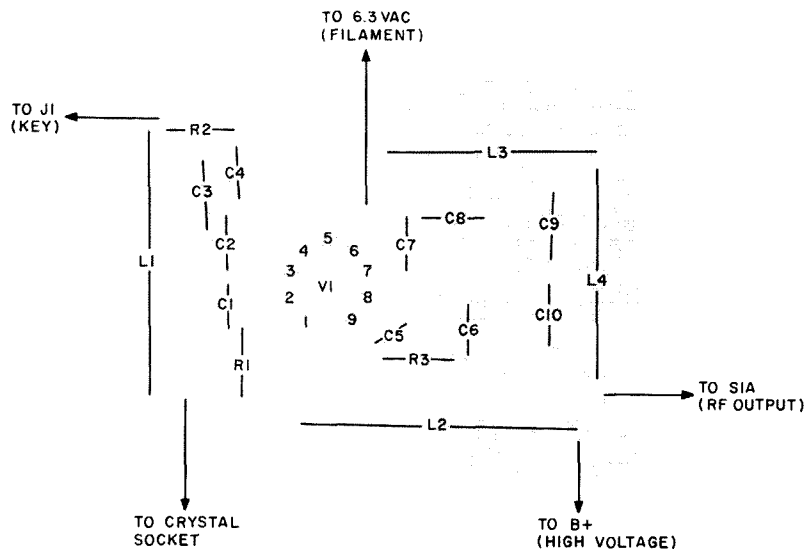 TO 6.3 VAC
(FILAMENT)
TO J1
(KEY)
R2
L3
C4
C3
C8
C9
C2
5
C7
4
6
L1
3
7
L4
V1
2
8
C1
C10
1
9
C5
C6
R3
R1
TO S1A
(RF OUTPUT)
L2
TO CRYSTAL
SOCKET
TO B+
(HIGH VOLTAGE)